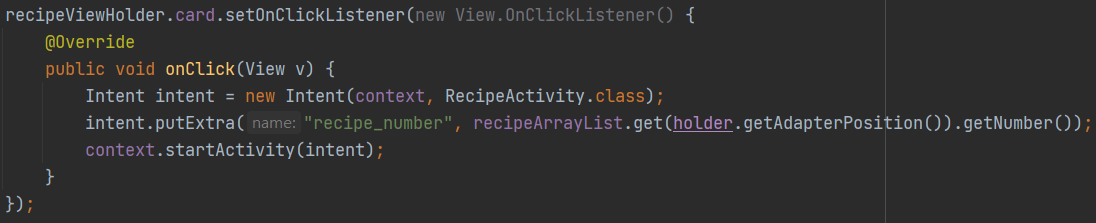 recipeViewHolder.card.setOnClickListener(new View.OnClickListener() {
    @Override
    public void onClick(View v) {
        Intent intent = new Intent(context, RecipeActivity.class);
        intent.putExtra( name: "recipe_number", recipeArrayList.get(holder.getAdapterPosition()).getNumber());
        context.startActivity(intent);
    }
});